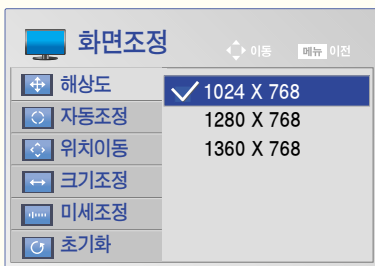 화면조정
이동 메뉴 이전
해상도
자동조정
위치이동
크기조정
미세조정
초기화
1024 X 768
1280 X 768
1360 X 768